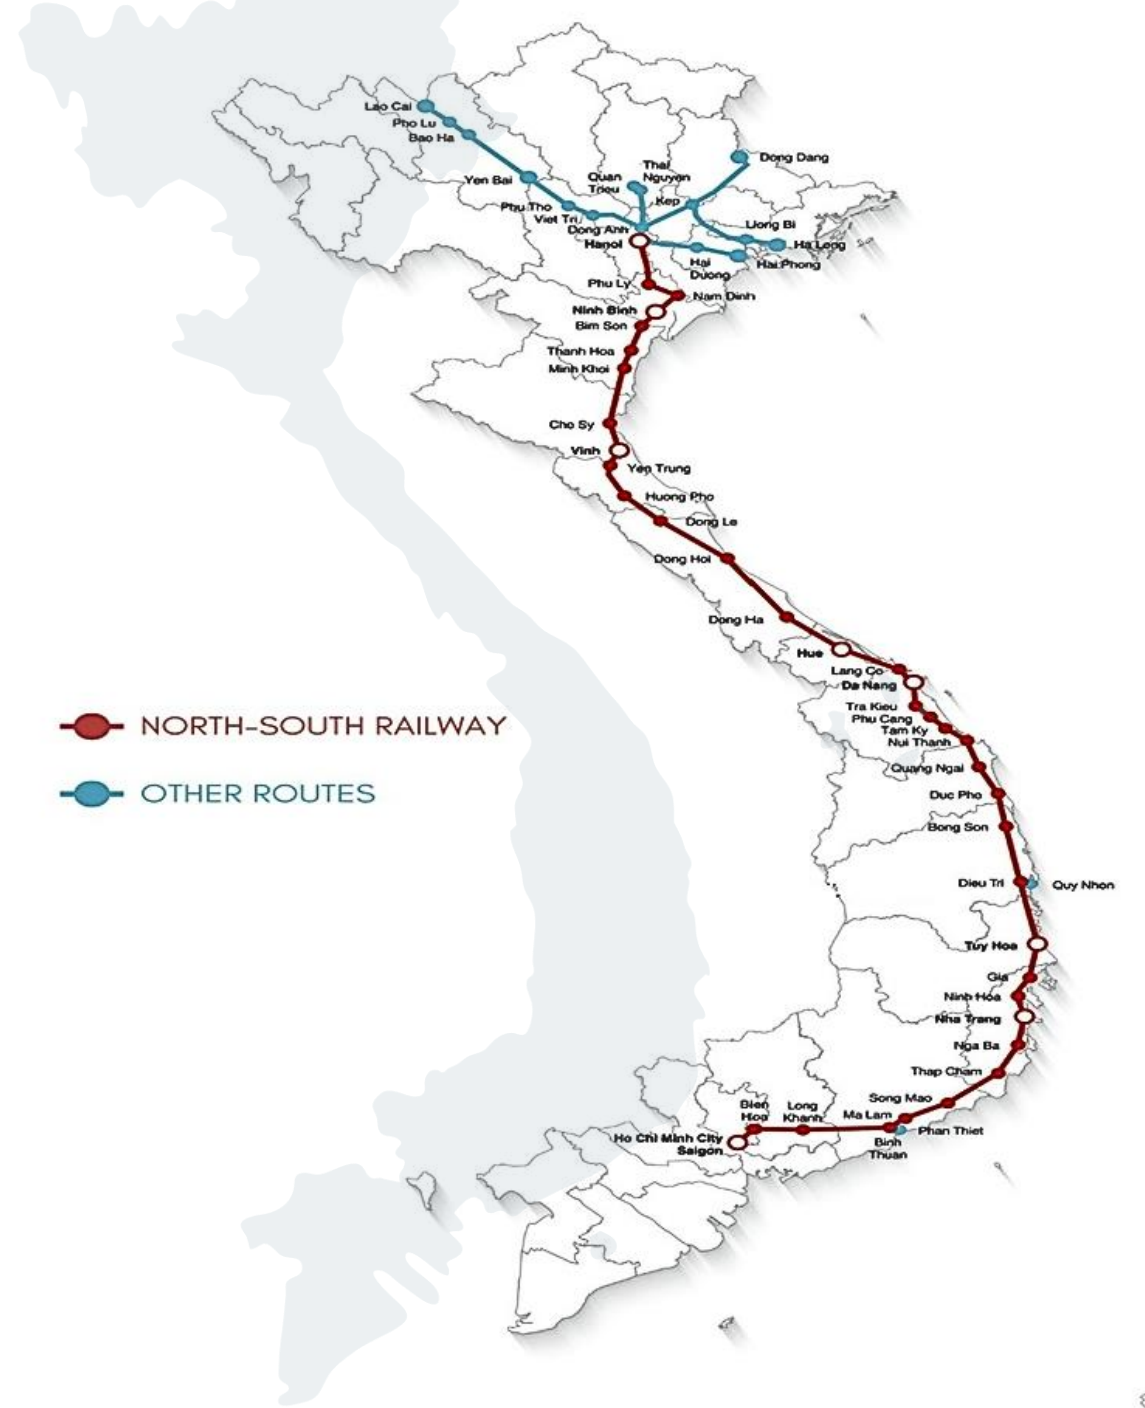 Lao Cai
Pho Lu
Bao Ha
Yen Bai
Phu Tho
Viet Tri
Dong Anh
Hanoi
Quan
Trieu
Thai
Nguyen
Kep
Dong Dang
Uong Bi
Ha Long
Hai
Duong
Hai Phong
Phu Ly
Nam Dinh
Ninh Binh
Bim Son
Thanh Hoa
Minh Khoi
Cho Sy
Vinh
Yen Trung
Huong Pho
Dong Le
Dong Hoi
Dong Ha
Hue
Lang Co
Da Nang
Tra Kieu
Phu Cang
Tam Ky
Nui Thanh
Quang Ngai
Duc Pho
Bong Son
Dieu Tri
Quy Nhon
Tuy Hoa
Gia
Ninh Hoa
Nha Trang
Nga Ba
Thap Cham
Song Mao
Ma Lam
Phan Thiet
Binh
Thuan
Long
Khanh
Bien
Hoa
Ho Chi Minh City
Saigon
NORTH-SOUTH RAILWAY
OTHER ROUTES